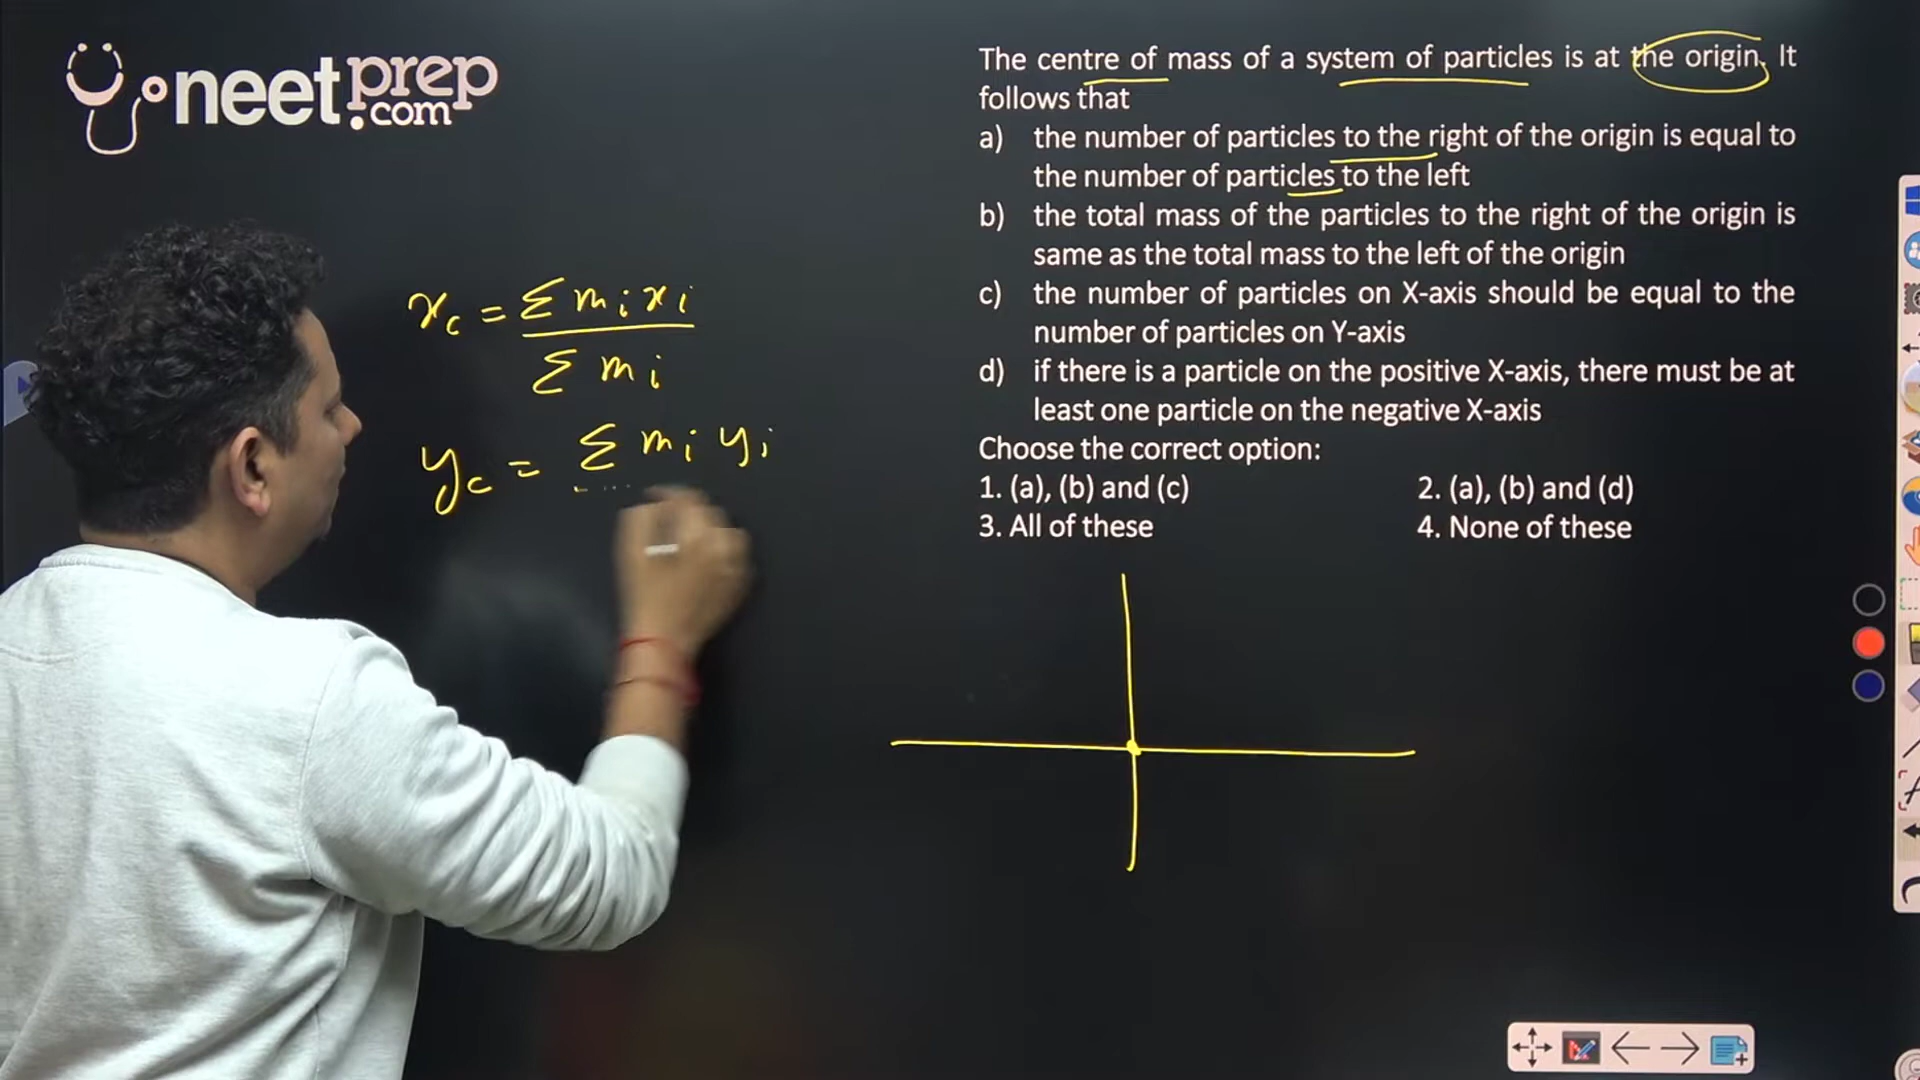 neetprep
.com
The centre of mass of a system of particles is at the origin. It
follows that
a) the number of particles to the right of the origin is equal to
the number of particles to the left
b) the total mass of the particles to the right of the origin is
same as the total mass to the left of the origin
c) the number of particles on X-axis should be equal to the
number of particles on Y-axis
d) if there is a particle on the positive X-axis, there must be at
least one particle on the negative X-axis
Choose the correct option:
1. (a), (b) and (c) 2. (a), (b) and (d)
3. All of these 4. None of these
x_c = Σ m_i x_i
Σ m_i
y_c = Σ m_i y_i